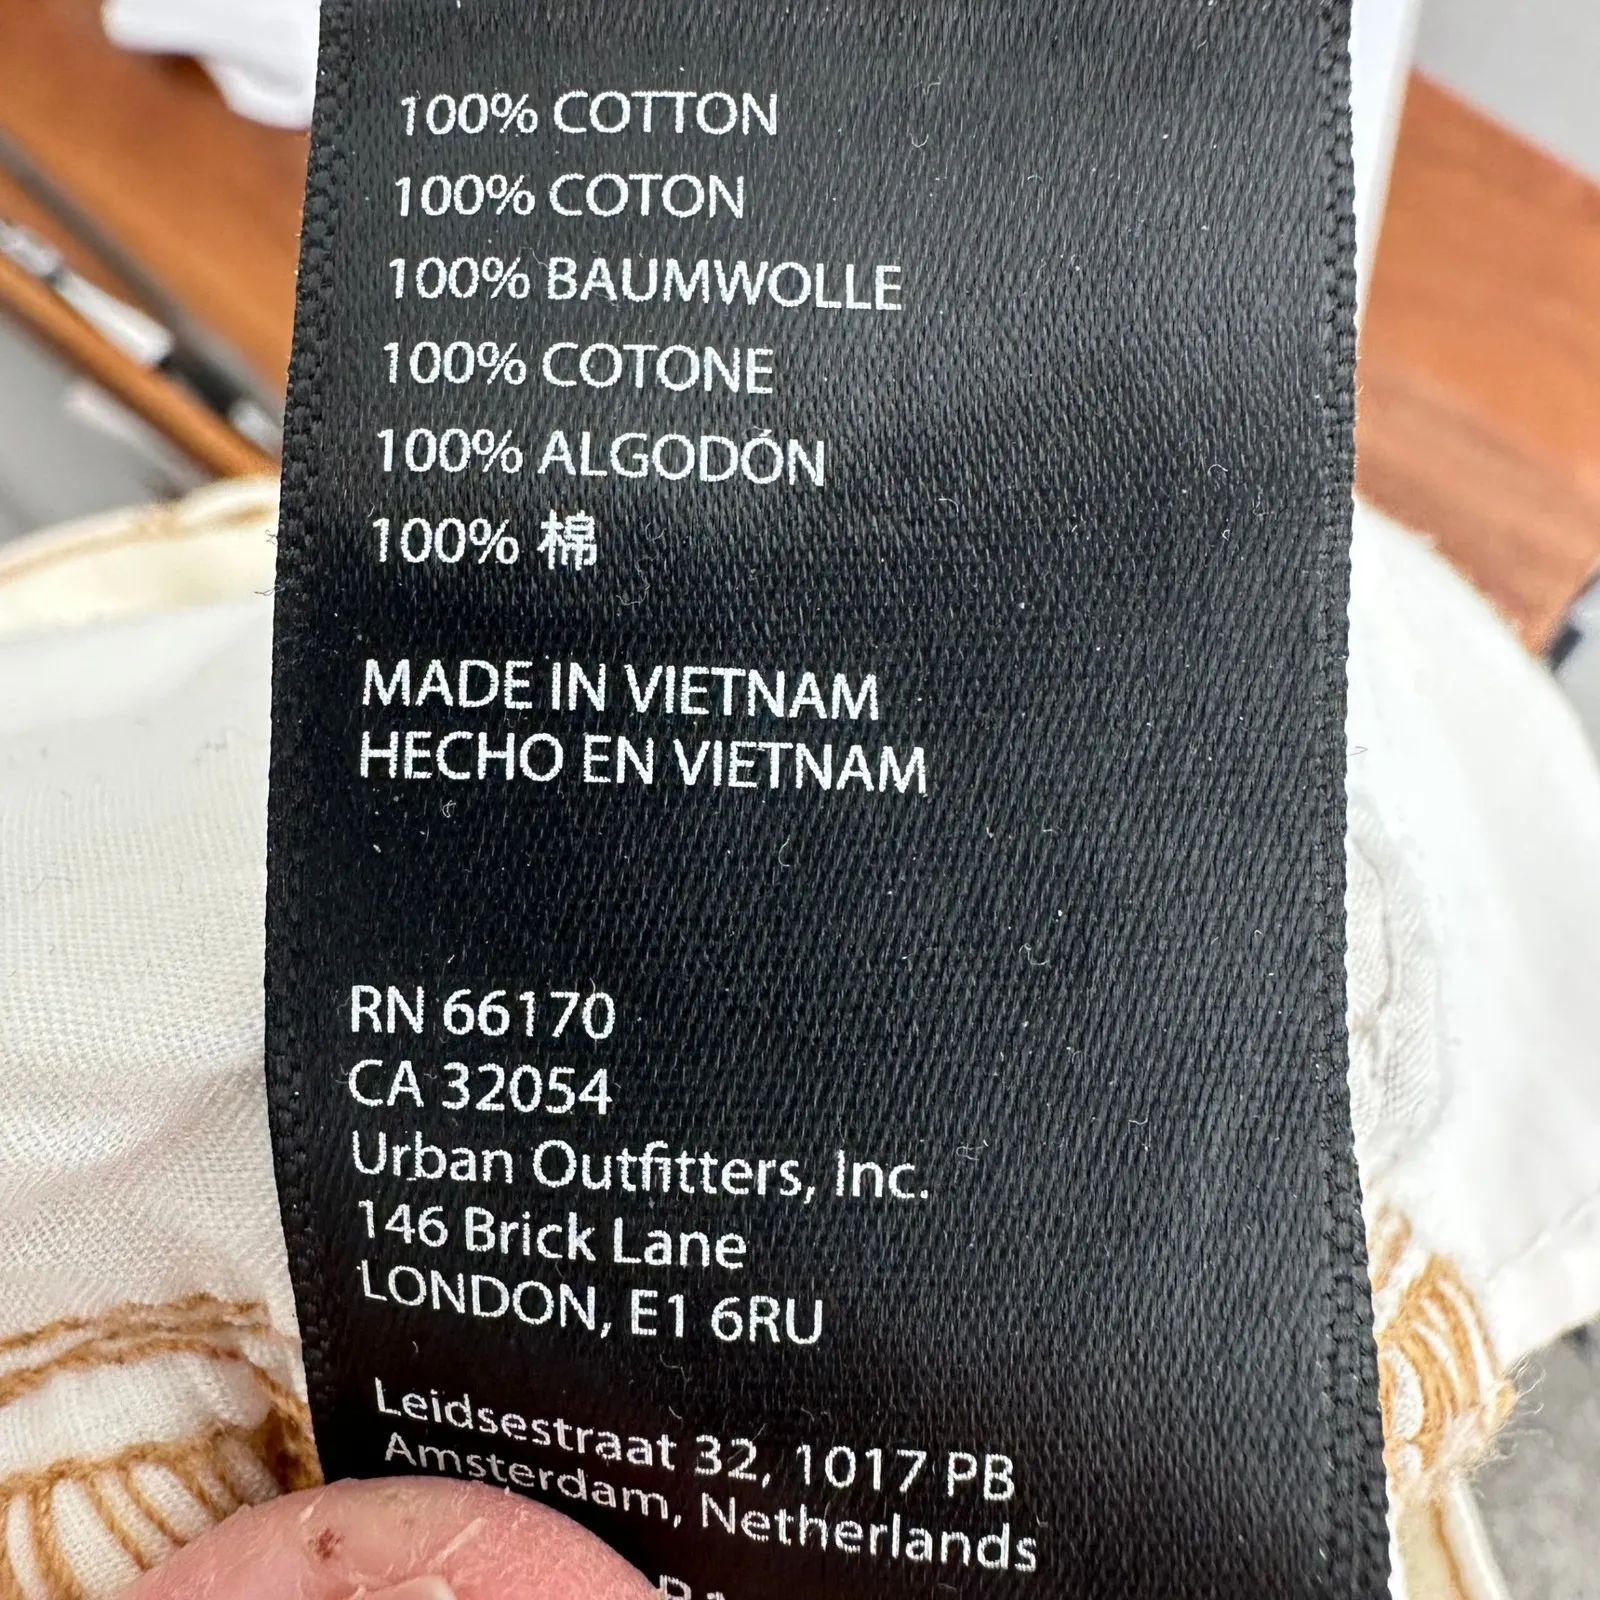 100% COTTON
100% COTON
100% BAUMWOLLE
100% COTONE
100% ALGODÓN
100% 棉
MADE IN VIETNAM
HECHO EN VIETNAM
RN 66170
CA 32054
Urban Outfitters, Inc.
146 Brick Lane
LONDON, E1 6RU
Leidsestraat 32, 1017 PB
Amsterdam, Netherlands